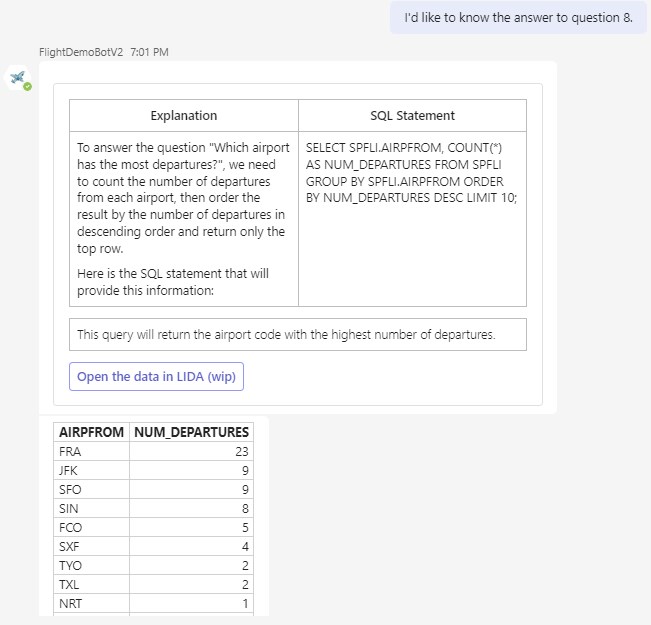 I'd like to know the answer to question 8.
FlightDemoBotV2 7:01 PM
Explanation SQL Statement
To answer the question "Which airport
has the most departures?", we need
to count the number of departures
from each airport, then order the
result by the number of departures in
descending order and return only the
top row.
Here is the SQL statement that will
provide this information:
SELECT SPFLI.AIRPFROM, COUNT(*)
AS NUM_DEPARTURES FROM SPFLI
GROUP BY SPFLI.AIRPFROM ORDER
BY NUM_DEPARTURES DESC LIMIT 10;
This query will return the airport code with the highest number of departures.
Open the data in LIDA (wip)
AIRPFROM NUM_DEPARTURES
FRA 23
JFK 9
SFO 9
SIN 8
FCO 5
SXF 4
TYO 2
TXL 2
NRT 1